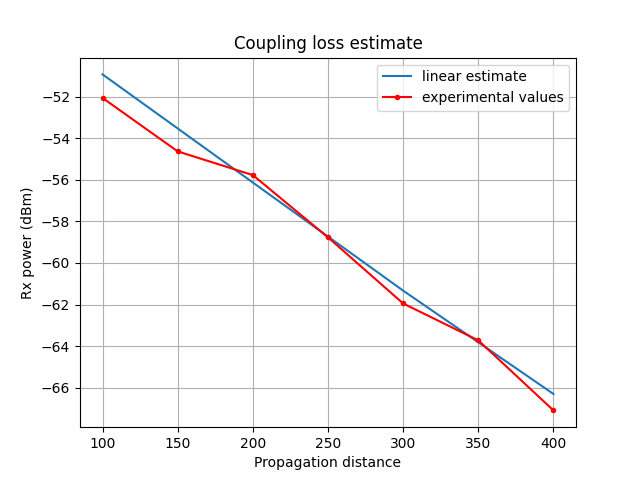 Coupling loss estimate
linear estimate
experimental values
Rx power (dBm)
−52
−54
−56
−58
−60
−62
−64
−66
100 150 200 250 300 350 400
Propagation distance